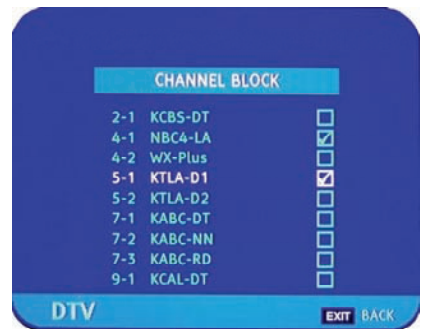 CHANNEL BLOCK
2-1 KCBS-DT
4-1 NBC4-LA
4-2 WX-Plus
5-1 KTLA-D1
5-2 KTLA-D2
7-1 KABC-DT
7-2 KABC-NN
7-3 KABC-RD
9-1 KCAL-DT
DTV EXIT BACK